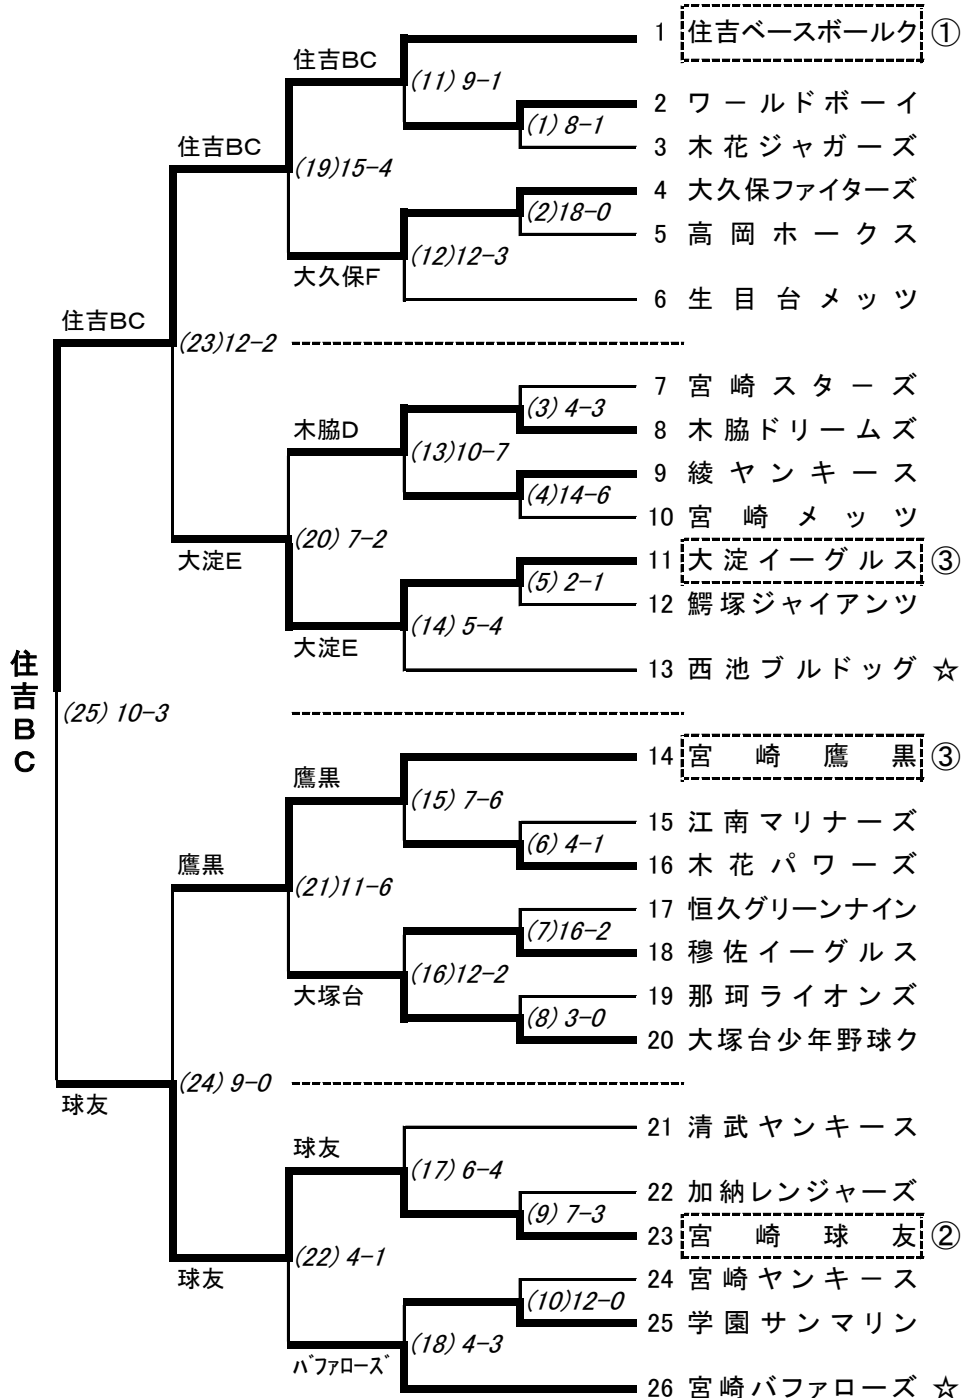 1 住吉ベースボールク ①
住吉BC
(11) 9-1
2 ワールドボーイ
(1) 8-1
住吉BC
3 木花ジャガーズ
(19)15-4
4 大久保ファイターズ
(2)18-0
5 高岡ホークス
(12)12-3
大久保F
6 生目台メッツ
住吉BC
(23)12-2
7 宮崎スターズ
(3) 4-3
木脇D
8 木脇ドリームズ
(13)10-7
9 綾ヤンキース
(4)14-6
10 宮崎メッツ
(20) 7-2
大淀E
11 大淀イーグルス ③
(5) 2-1
12 鰐塚ジャイアンツ
(14) 5-4
大淀E
13 西池ブルドッグ ☆
住吉BC
(25) 10-3
14 宮崎鷹黒 ③
鷹黒
(15) 7-6
15 江南マリナーズ
(6) 4-1
鷹黒
16 木花パワーズ
(21)11-6
17 恒久グリーンナイン
(7)16-2
18 穆佐イーグルス
(16)12-2
大塚台
19 那珂ライオンズ
(8) 3-0
20 大塚台少年野球ク
(24) 9-0
球友
21 清武ヤンキース
球友
(17) 6-4
22 加納レンジャーズ
(9) 7-3
23 宮崎球友 ②
(22) 4-1
球友
24 宮崎ヤンキース
(10)12-0
25 学園サンマリン
(18) 4-3
バファローズ
26 宮崎バファローズ ☆